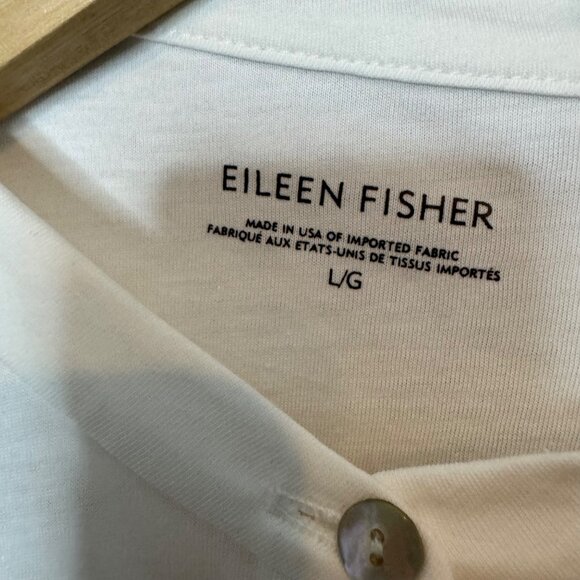 EILEEN FISHER
MADE IN USA OF IMPORTED FABRIC
FABRIQUÉ AUX ETATS-UNIS DE TISSUS IMPORTÉS
L/G